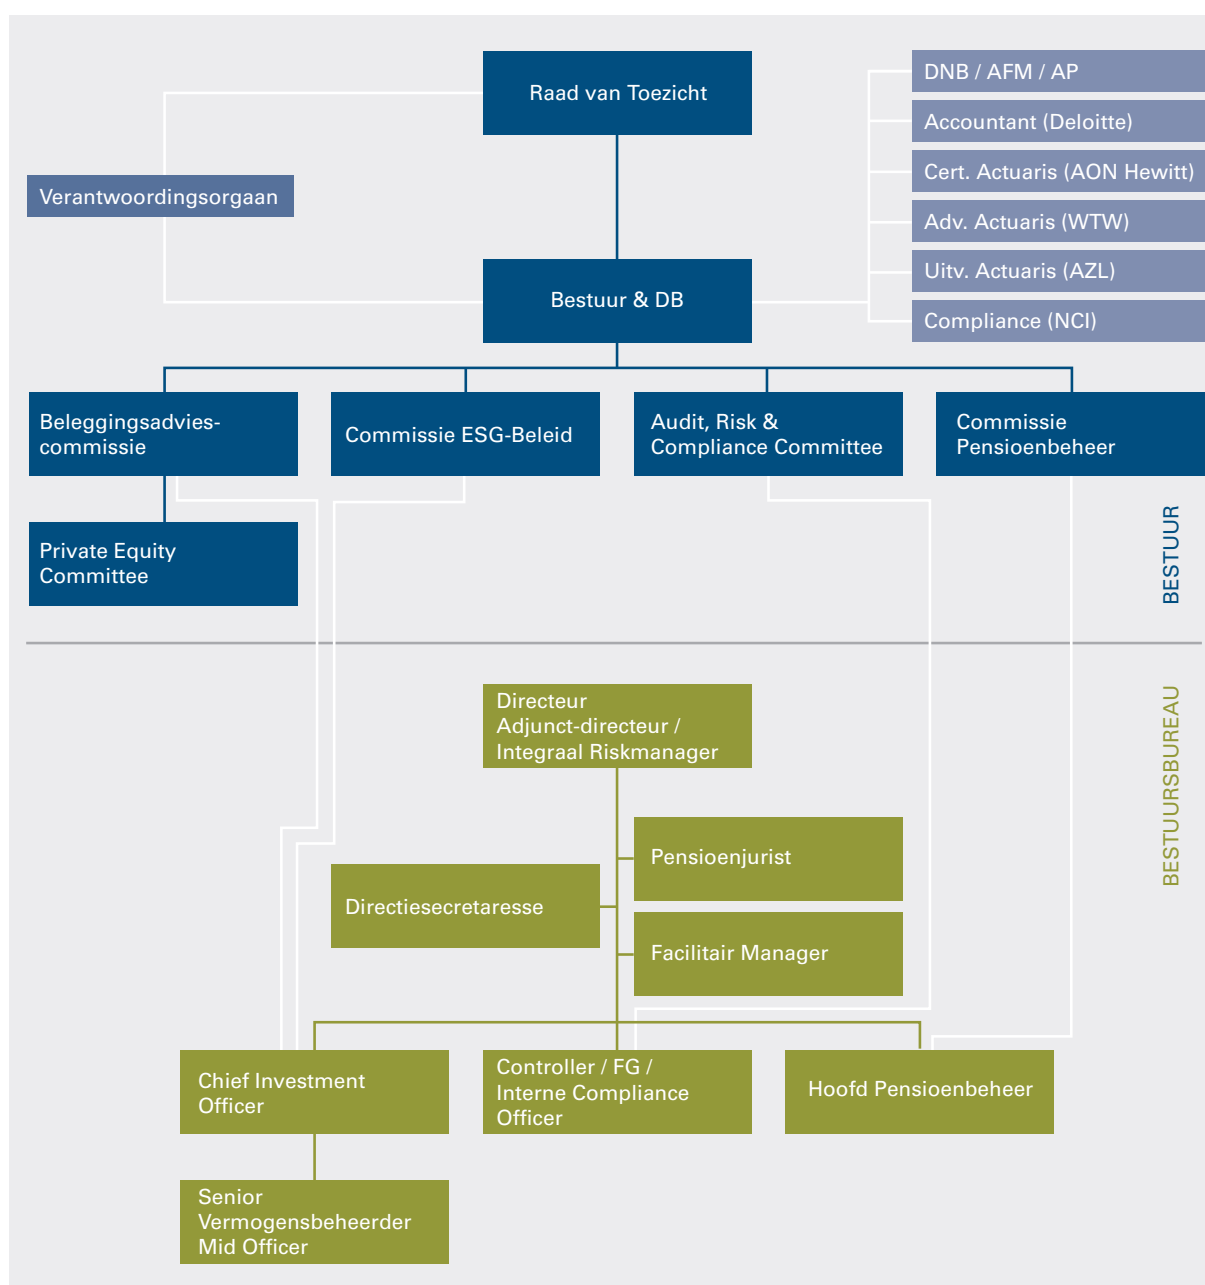 Raad van Toezicht
DNB / AFM / AP
Accountant (Deloitte)
Cert. Actuaris (AON Hewitt)
Adv. Actuaris (WTW)
Uitv. Actuaris (AZL)
Compliance (NCI)
Verantwoordingsorgaan
Bestuur & DB
Beleggingsadvies-
commissie
Commissie ESG-Beleid
Audit, Risk &
Compliance Committee
Commissie
Pensioenbeheer
Private Equity
Committee
BESTUUR
BESTUURSBUREAU
Directeur
Adjunct-directeur /
Integraal Riskmanager
Pensioenjurist
Directiesecretaresse
Facilitair Manager
Chief Investment
Officer
Controller / FG /
Interne Compliance
Officer
Hoofd Pensioenbeheer
Senior
Vermogensbeheerder
Mid Officer